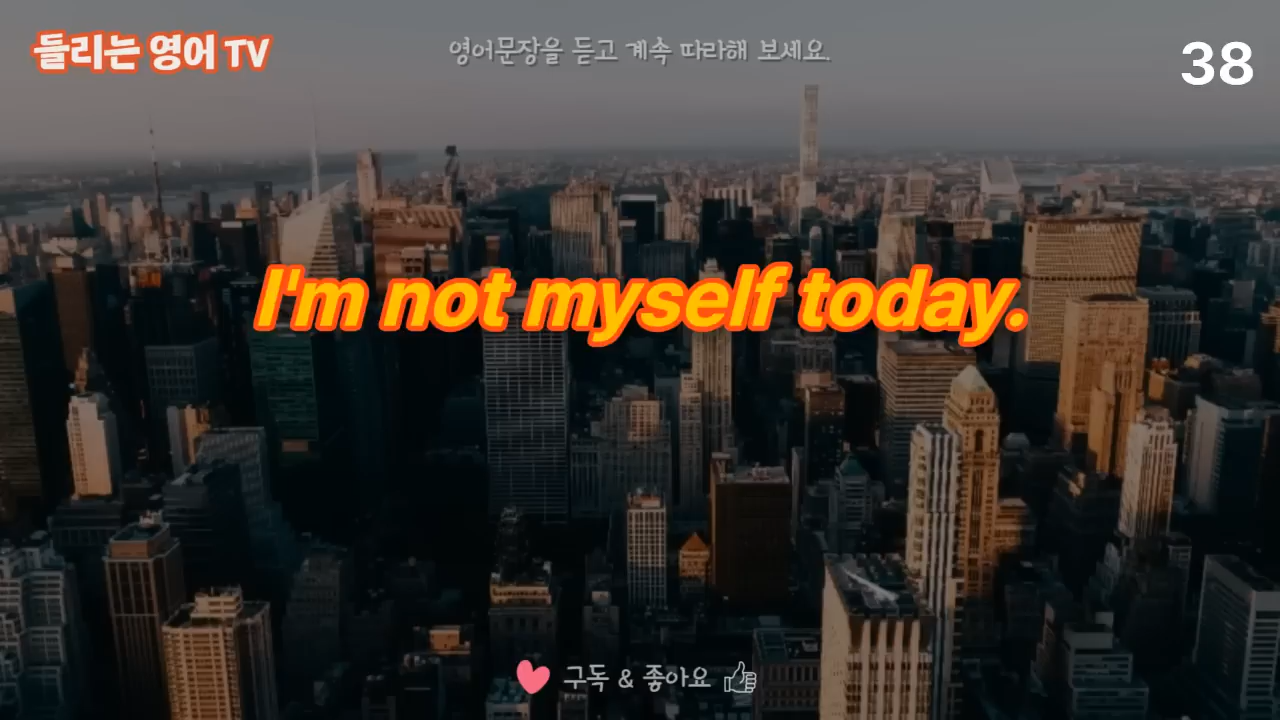 들리는 영어 TV
영어문장을 듣고 계속 따라해 보세요.
38
I'm not myself today.
구독 & 좋아요